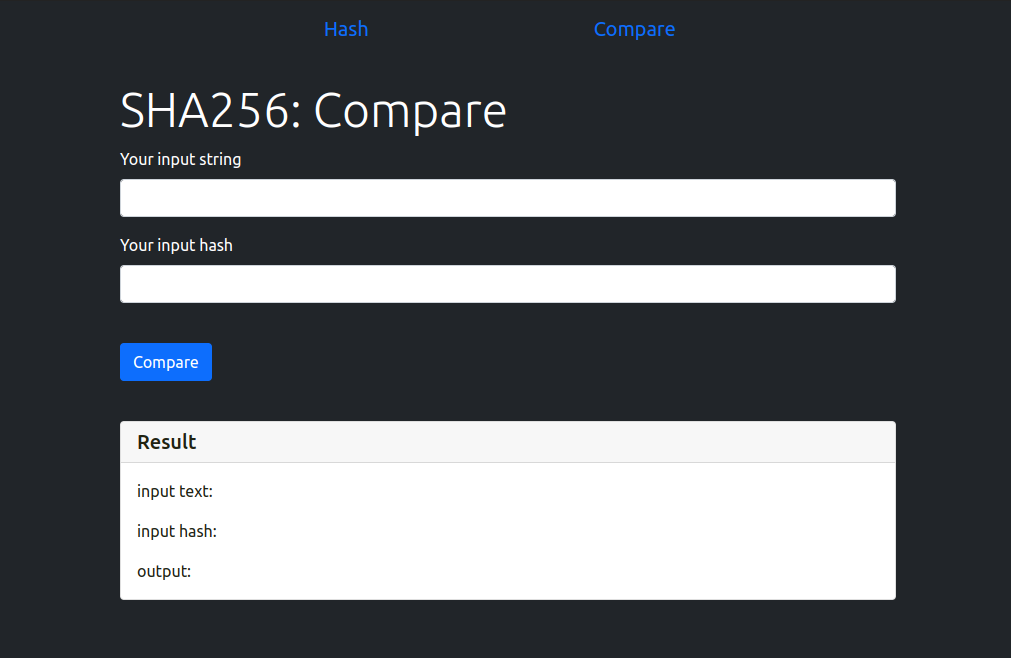 Hash Compare
SHA256: Compare
Your input string
Your input hash
Compare
Result
input text:
input hash:
output: